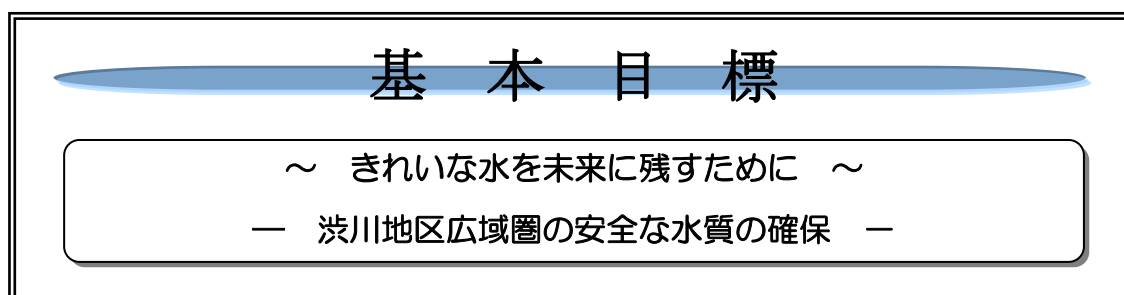 基　本　目　標
～　きれいな水を未来に残すために　～
―　渋川地区広域圏の安全な水質の確保　―